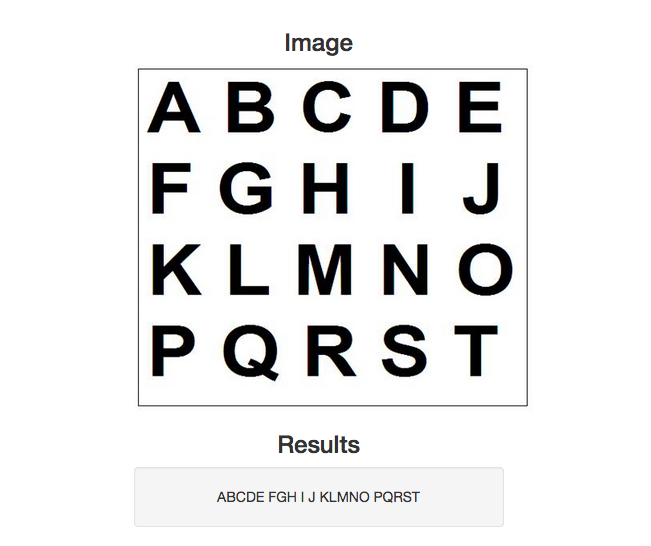 Image
A B C D E
F G H I J
K L M N O
P Q R S T
Results
ABCDE FGH I J KLMNO PQRST